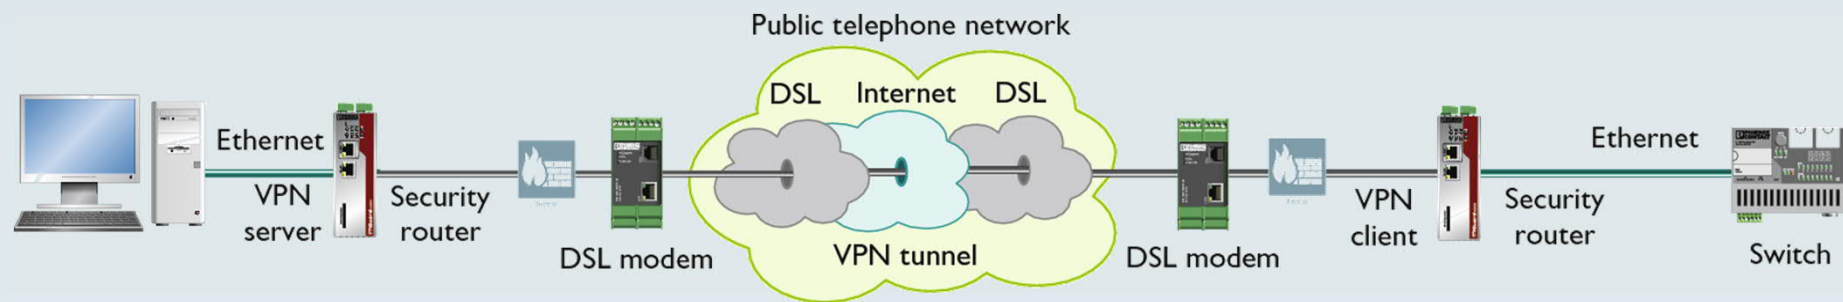 Public telephone network
DSL
Internet
DSL
Ethernet
VPN
server
Security
router
DSL modem
VPN tunnel
DSL modem
VPN
client
Ethernet
Security
router
Switch